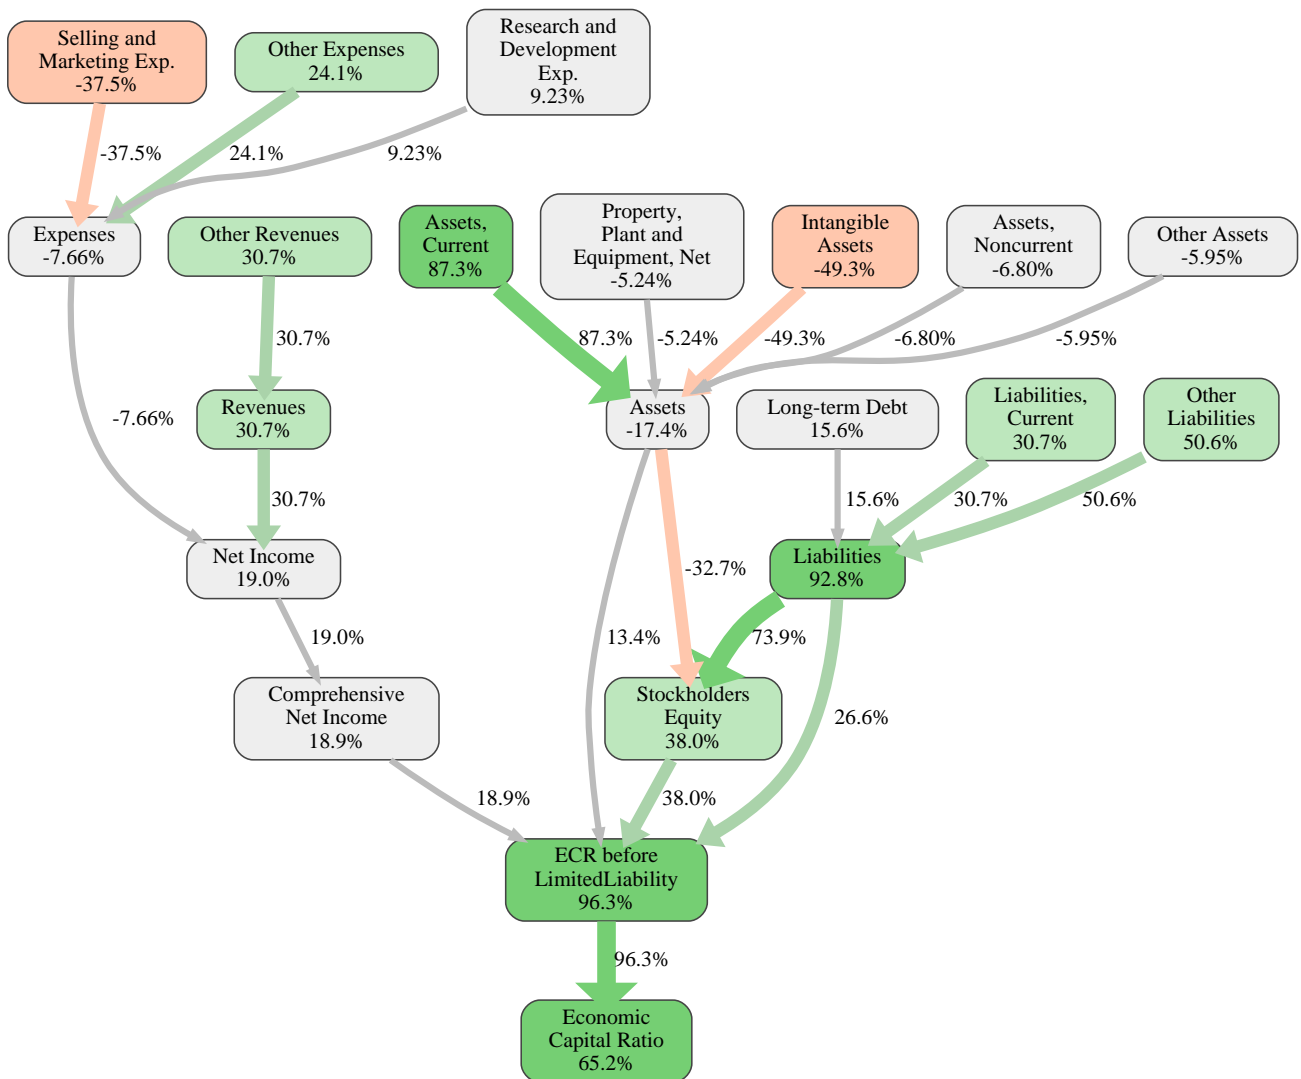 Selling and
Marketing Exp.
-37.5%
Other Expenses
24.1%
Research and
Development
Exp.
9.23%
-37.5%
24.1%
9.23%
Expenses
-7.66%
Other Revenues
30.7%
Assets,
Current
87.3%
Property,
Plant and
Equipment, Net
-5.24%
Intangible
Assets
-49.3%
Assets,
Noncurrent
-6.80%
Other Assets
-5.95%
30.7%
87.3%
-5.24%
-49.3%
-6.80%
-5.95%
-7.66%
Revenues
30.7%
Assets
-17.4%
Long-term Debt
15.6%
Liabilities,
Current
30.7%
Other
Liabilities
50.6%
30.7%
15.6%
30.7%
50.6%
Net Income
19.0%
-32.7%
Liabilities
92.8%
19.0%
13.4%
73.9%
Comprehensive
Net Income
18.9%
Stockholders
Equity
38.0%
26.6%
18.9%
38.0%
ECR before
LimitedLiability
96.3%
96.3%
Economic
Capital Ratio
65.2%